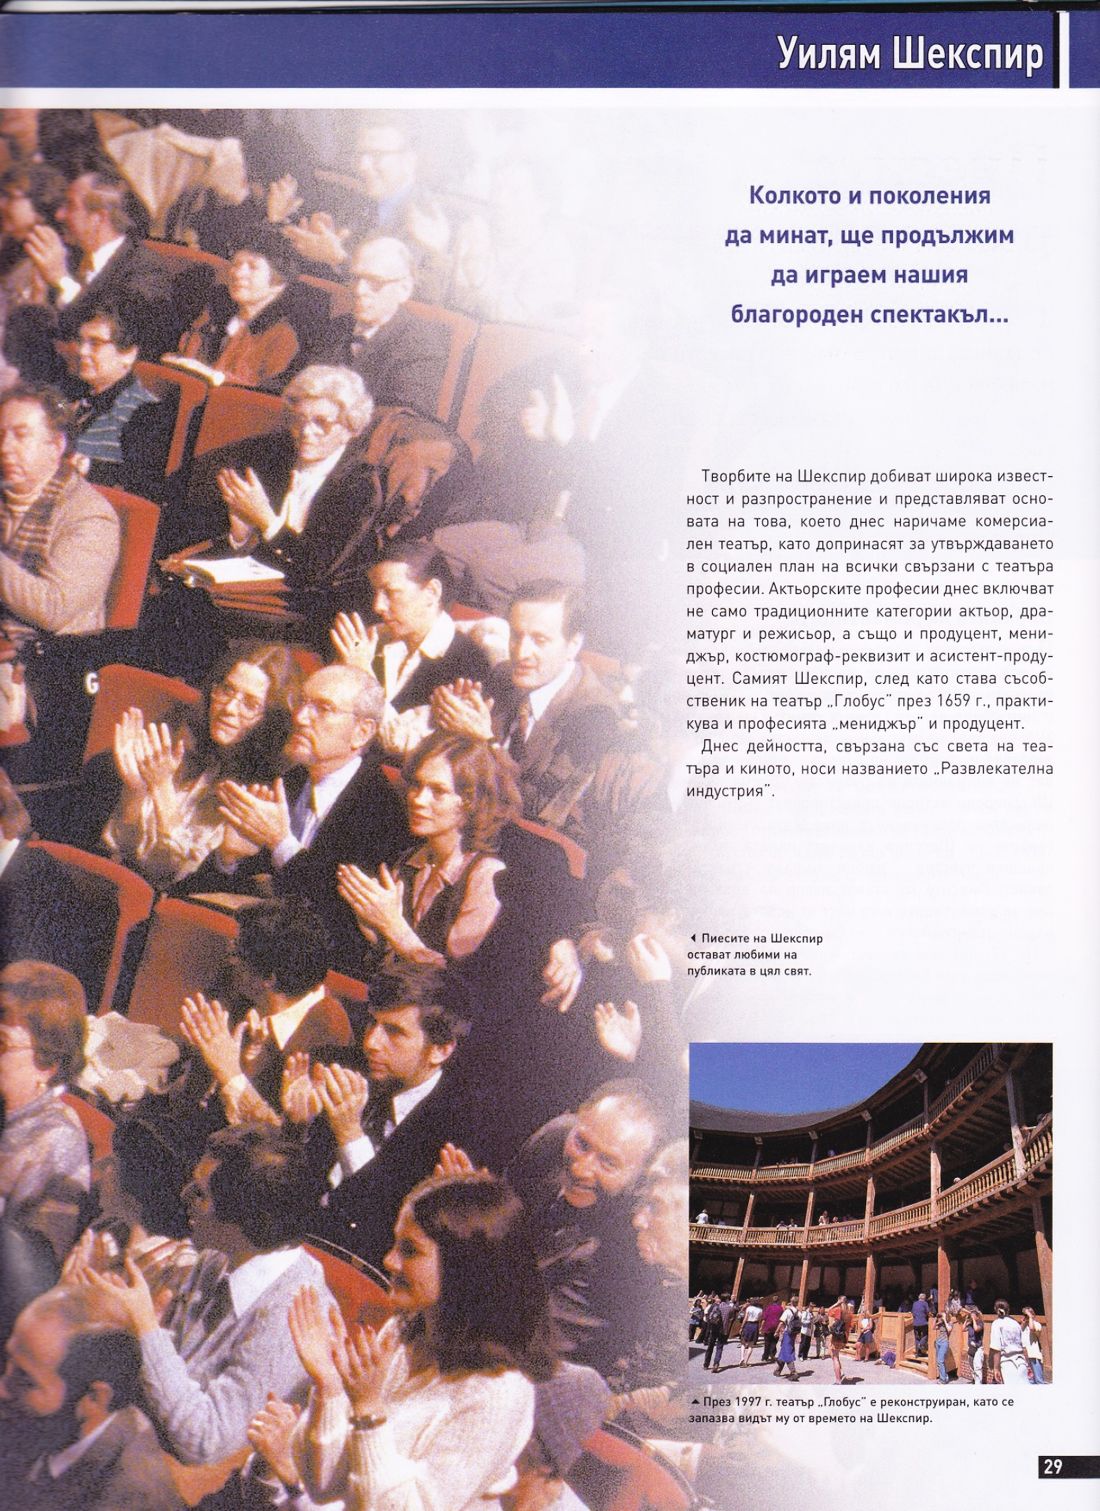 Уилям Шекспир
Колкото и поколения
да минат, ще продължим
да играем нашия
благороден спектакъл...
Творбите на Шекспир добиват широка извест-
ност и разпространение и представляват осно-
вата на това, което днес наричаме комерсиа-
лен театър, като допринасят за утвърждаването
в социален план на всички свързани с театъра
професии. Актьорските професии днес включват
не само традиционните категории актьор, дра-
матург и режисьор, а също и продуцент, мени-
джър, костюмограф-реквизит и асистент-проду-
цент. Самият Шекспир, след като става съсоб-
ственик на театър „Глобус” през 1659 г., практи-
кува и професията „мениджър” и продуцент.
Днес дейността, свързана със света на теа-
търа и киното, носи названието „Развлекателна
индустрия”.
G
Пиесите на Шекспир
остават любими на
публиката в цял свят.
През 1997 г. театър „Глобус” е реконструиран, като се
запазва видът му от времето на Шекспир.
29